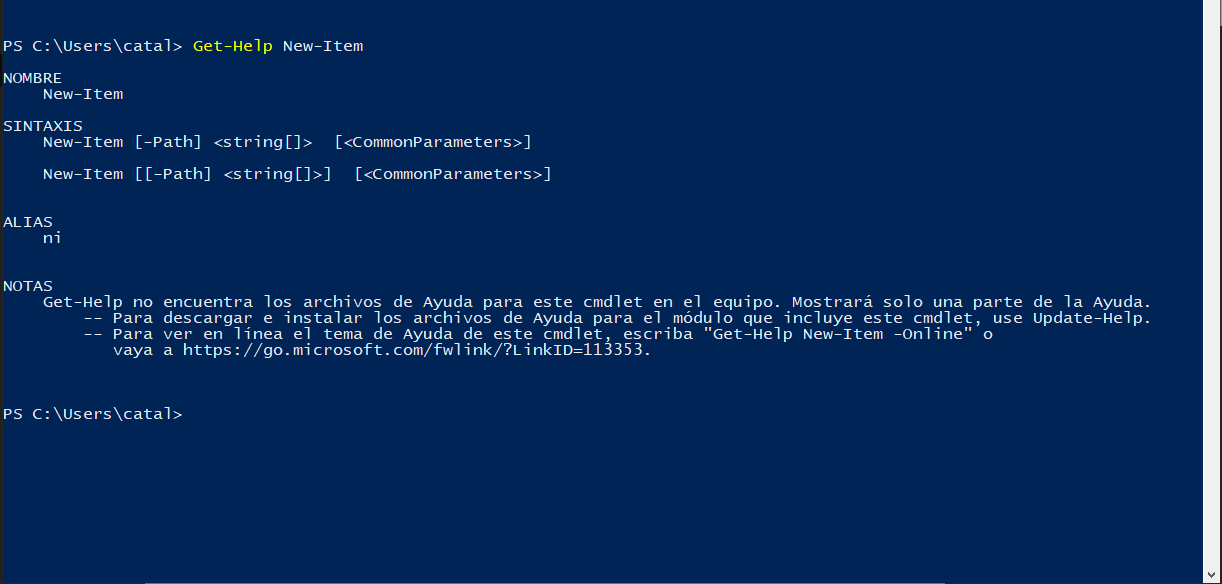 PS C:\Users\catal> Get-Help New-Item
NOMBRE
New-Item
SINTAXIS
New-Item [-Path] <string[]>  [<CommonParameters>]
New-Item [[-Path] <string[]>]  [<CommonParameters>]
ALIAS
ni
NOTAS
Get-Help no encuentra los archivos de Ayuda para este cmdlet en el equipo. Mostrará solo una parte de la Ayuda.
-- Para descargar e instalar los archivos de Ayuda para el módulo que incluye este cmdlet, use Update-Help.
-- Para ver en línea el tema de Ayuda de este cmdlet, escriba "Get-Help New-Item -Online" o
vaya a https://go.microsoft.com/fwlink/?LinkID=113353.
PS C:\Users\catal>